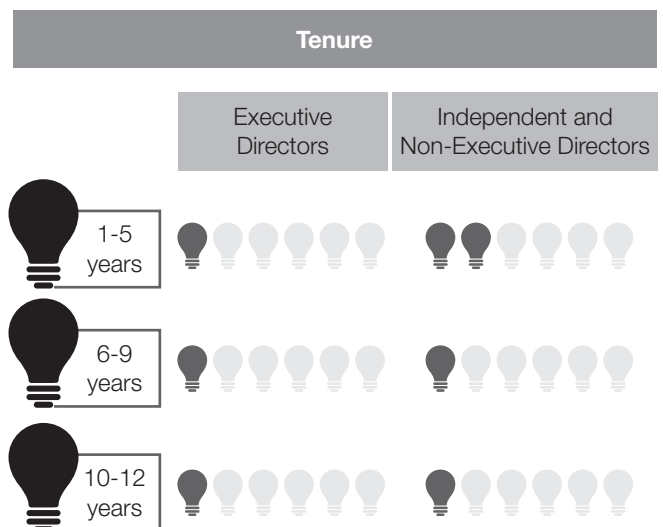 Tenure
Executive
Directors
Independent and
Non-Executive Directors
1-5
years
6-9
years
10-12
years